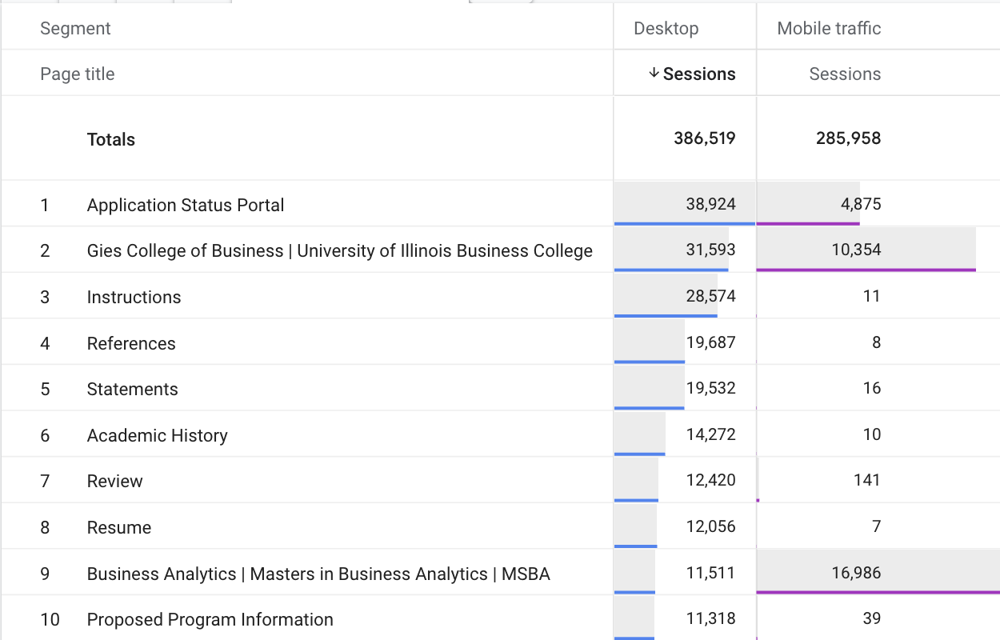 Segment Desktop Mobile traffic
Page title ↓ Sessions Sessions
Totals 386,519 285,958
1 Application Status Portal 38,924 4,875
2 Gies College of Business | University of Illinois Business College 31,593 10,354
3 Instructions 28,574 11
4 References 19,687 8
5 Statements 19,532 16
6 Academic History 14,272 10
7 Review 12,420 141
8 Resume 12,056 7
9 Business Analytics | Masters in Business Analytics | MSBA 11,511 16,986
10 Proposed Program Information 11,318 39